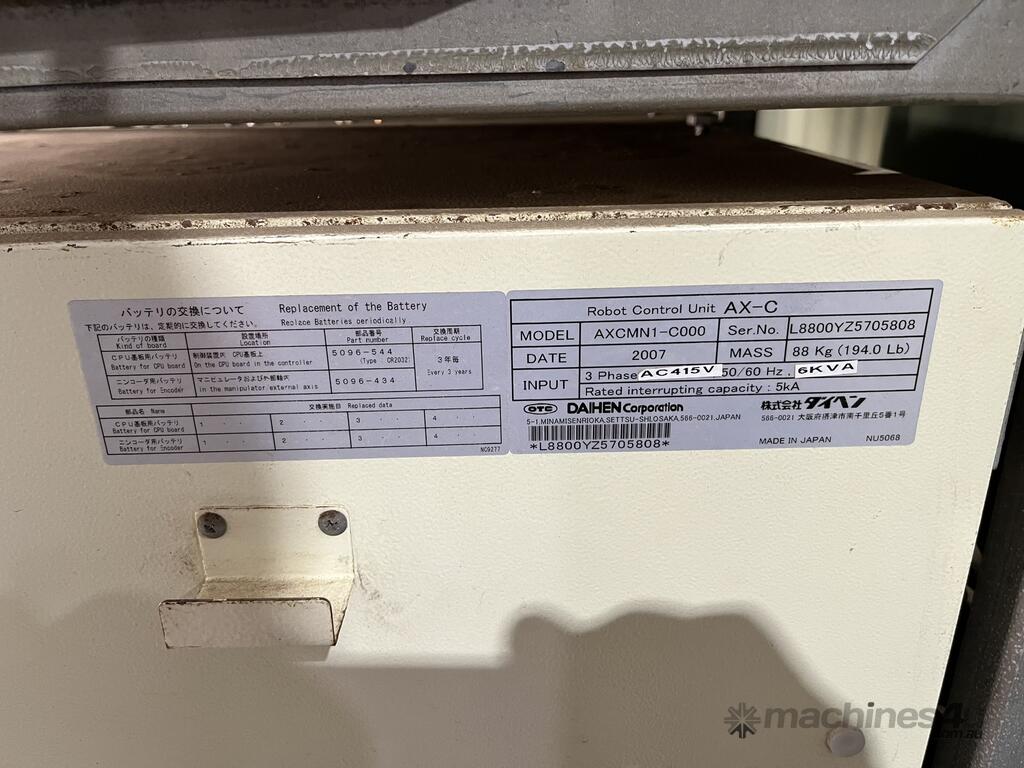 バッテリの交換について Replacement of the Battery
下記のバッテリは、定期的に交換してください。 Replace Batteries periodically
バッテリの種類 設置場所 部品番号 交換周期
Kind of board Location Part number Replace cycle
CPU基板用バッテリ 制御装置内 CPU基板上 5096-544 3年毎
Battery for CPU board On the CPU board in the controller (Type CR2032) Every 3 years
エンコーダ用バッテリ マニピュレータおよび外部軸内 5096-434
Battery for Encoder in the manipulator external axis
部品名 Name 交換実施日 Replaced data
CPU基板用バッテリ 1 2 3 4
Battery for CPU board
エンコーダ用バッテリ 1 2 3 4
Battery for Encoder
NC9277
Robot Control Unit AX-C
MODEL AXCMN1-C000 Ser.No. L8800YZ5705808
DATE 2007 MASS 88 Kg (194.0 Lb)
INPUT 3 Phase AC415V 50/60 Hz. 6KVA
Rated interrupting capacity : 5kA
OTC DAIHEN Corporation 株式会社 ダイヘン
5-1,MINAMISENRIOKA,SETTSU-SHI,OSAKA,566-0021,JAPAN 566-0021 大阪府摂津市南千里丘5番1号
*L8800YZ5705808* MADE IN JAPAN NU5068
machines4u
.com.au